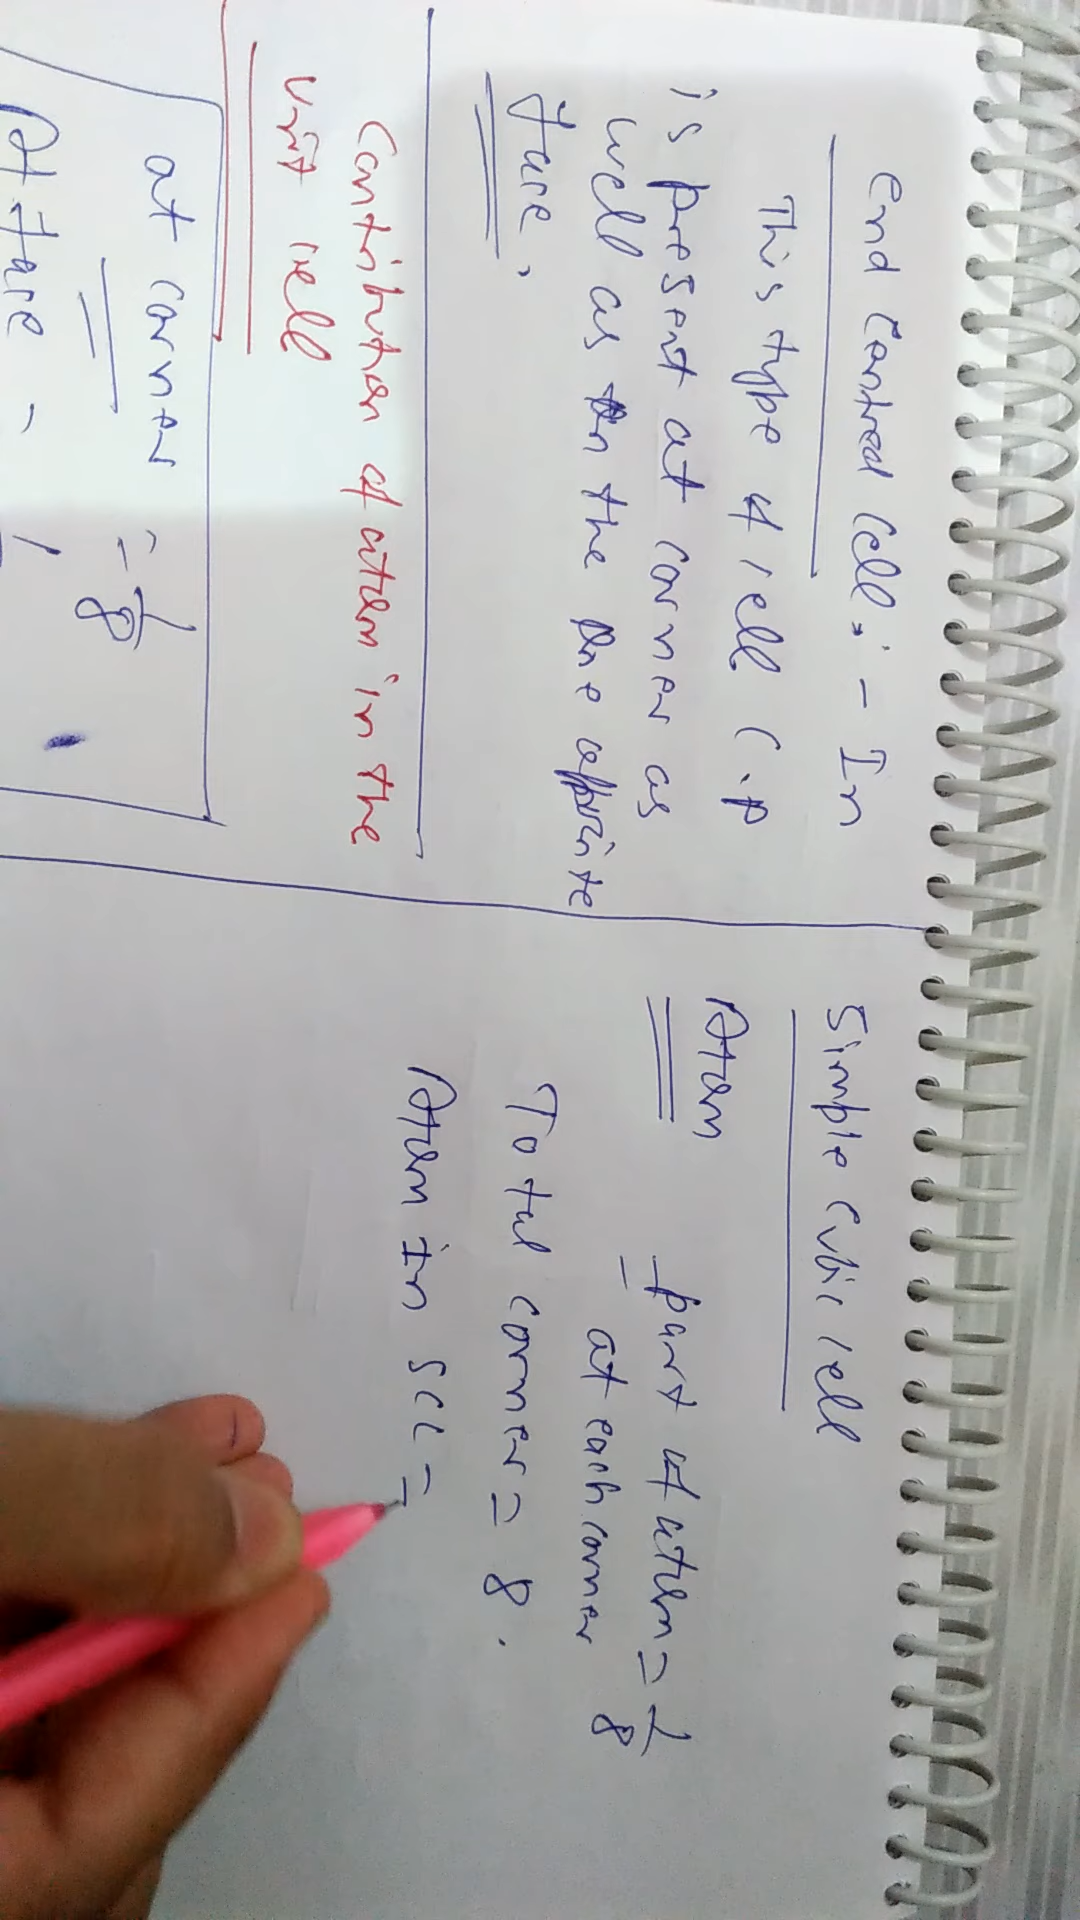 End Centred Cell :- In
This type of cell C.P
is present at corner as
well as on the one opposite
face.
Contribution of atom in the
Unit cell
at corner = 1/8
At face =
Simple Cubic Cell
Atom
- part of atom = 1/8
at each corner
Total corner = 8.
Atom in SCC =